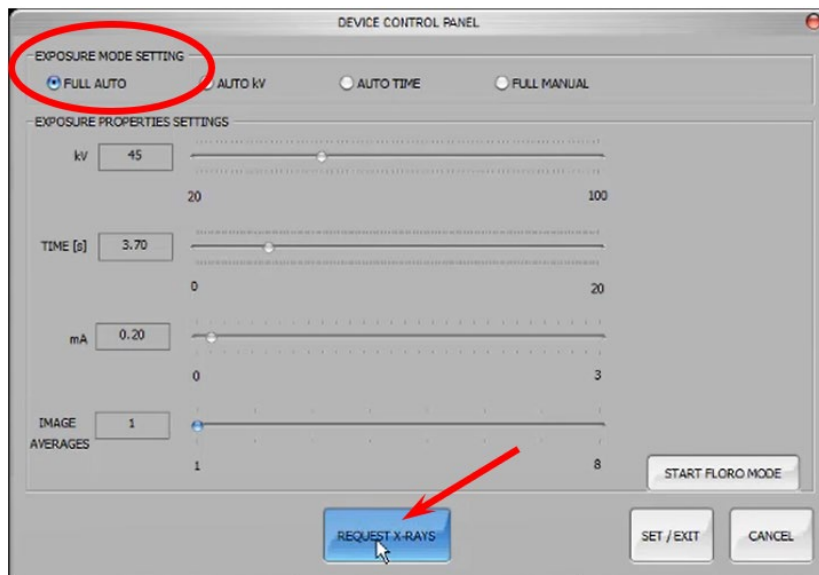 DEVICE CONTROL PANEL
EXPOSURE MODE SETTING
FULL AUTO AUTO kV AUTO TIME FULL MANUAL
EXPOSURE PROPERTIES SETTINGS
kV 45
20 100
TIME [s] 3.70
0 20
mA 0.20
0 3
IMAGE AVERAGES 1
1 8
START FLORO MODE
REQUEST X-RAYS SET / EXIT CANCEL